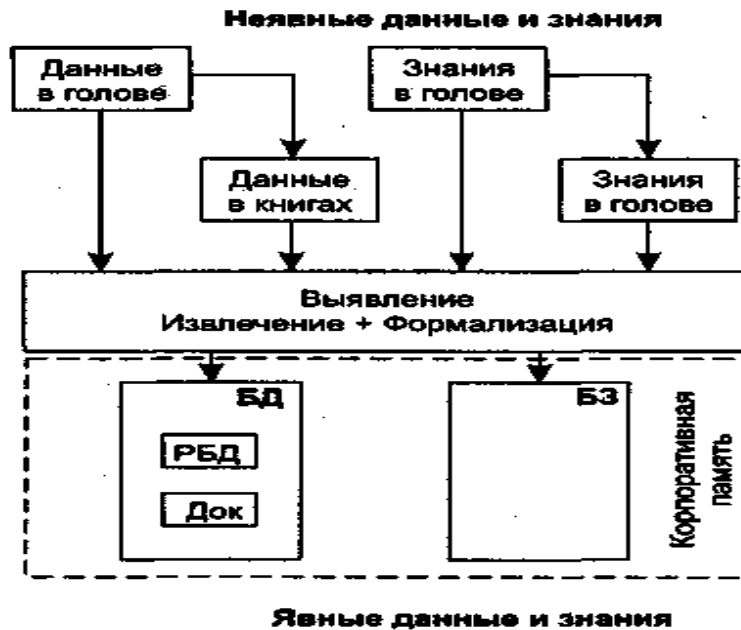 Неявные данные и знания
Данные
в голове
Знания
в голове
Данные
в книгах
Знания
в голове
Выявление
Извлечение + Формализация
БД
БЗ
РБД
Док
Корпоративная
память
Явные данные и знания